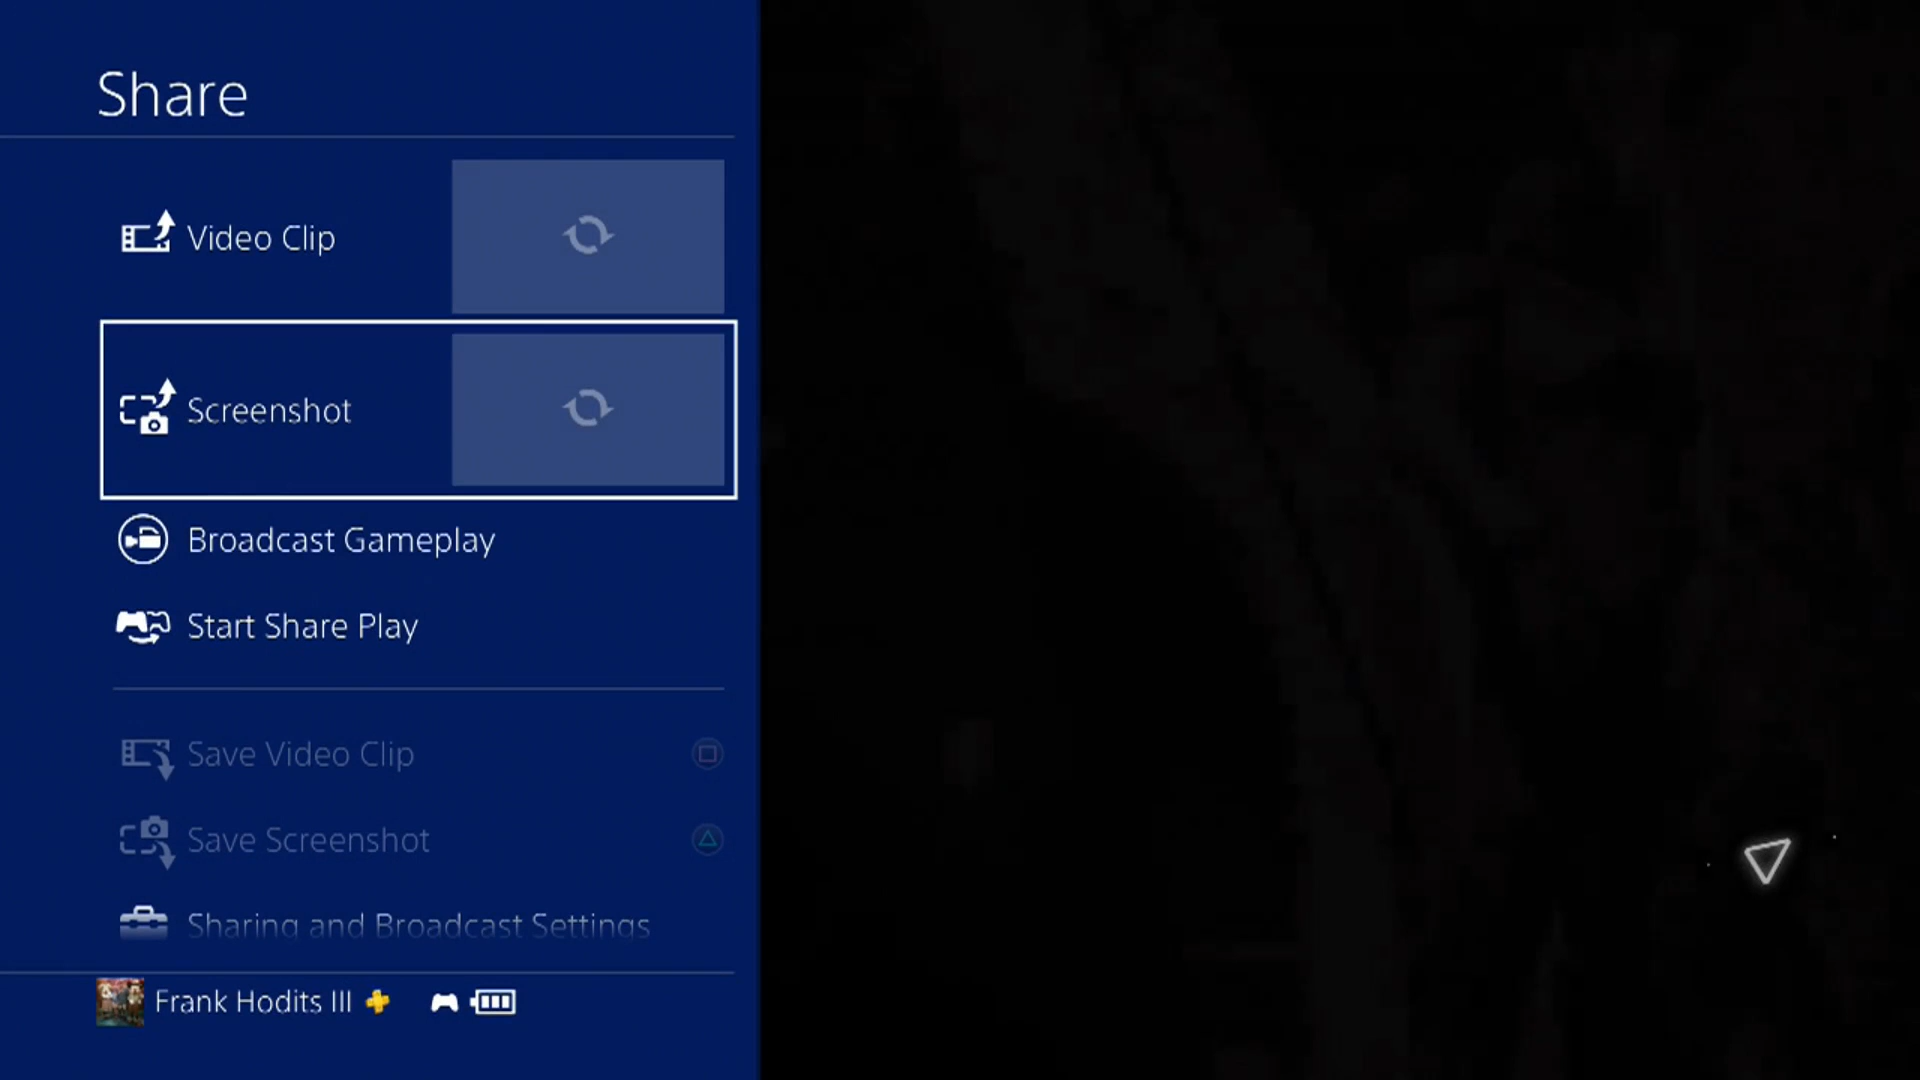 Share
Video Clip
Screenshot
Broadcast Gameplay
Start Share Play
Save Video Clip
Save Screenshot
Sharing and Broadcast Settings
Frank Hodits III